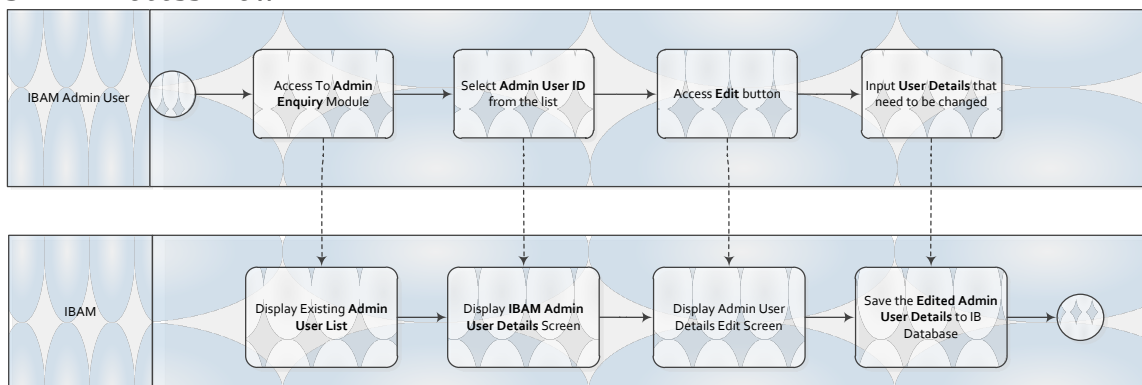 IBAM Admin User
Access To Admin
Enquiry Module
Select Admin User ID
from the list
Access Edit button
Input User Details that
need to be changed
IBAM
Display Existing Admin
User List
Display IBAM Admin
User Details Screen
Display Admin User
Details Edit Screen
Save the Edited Admin
User Details to IB
Database